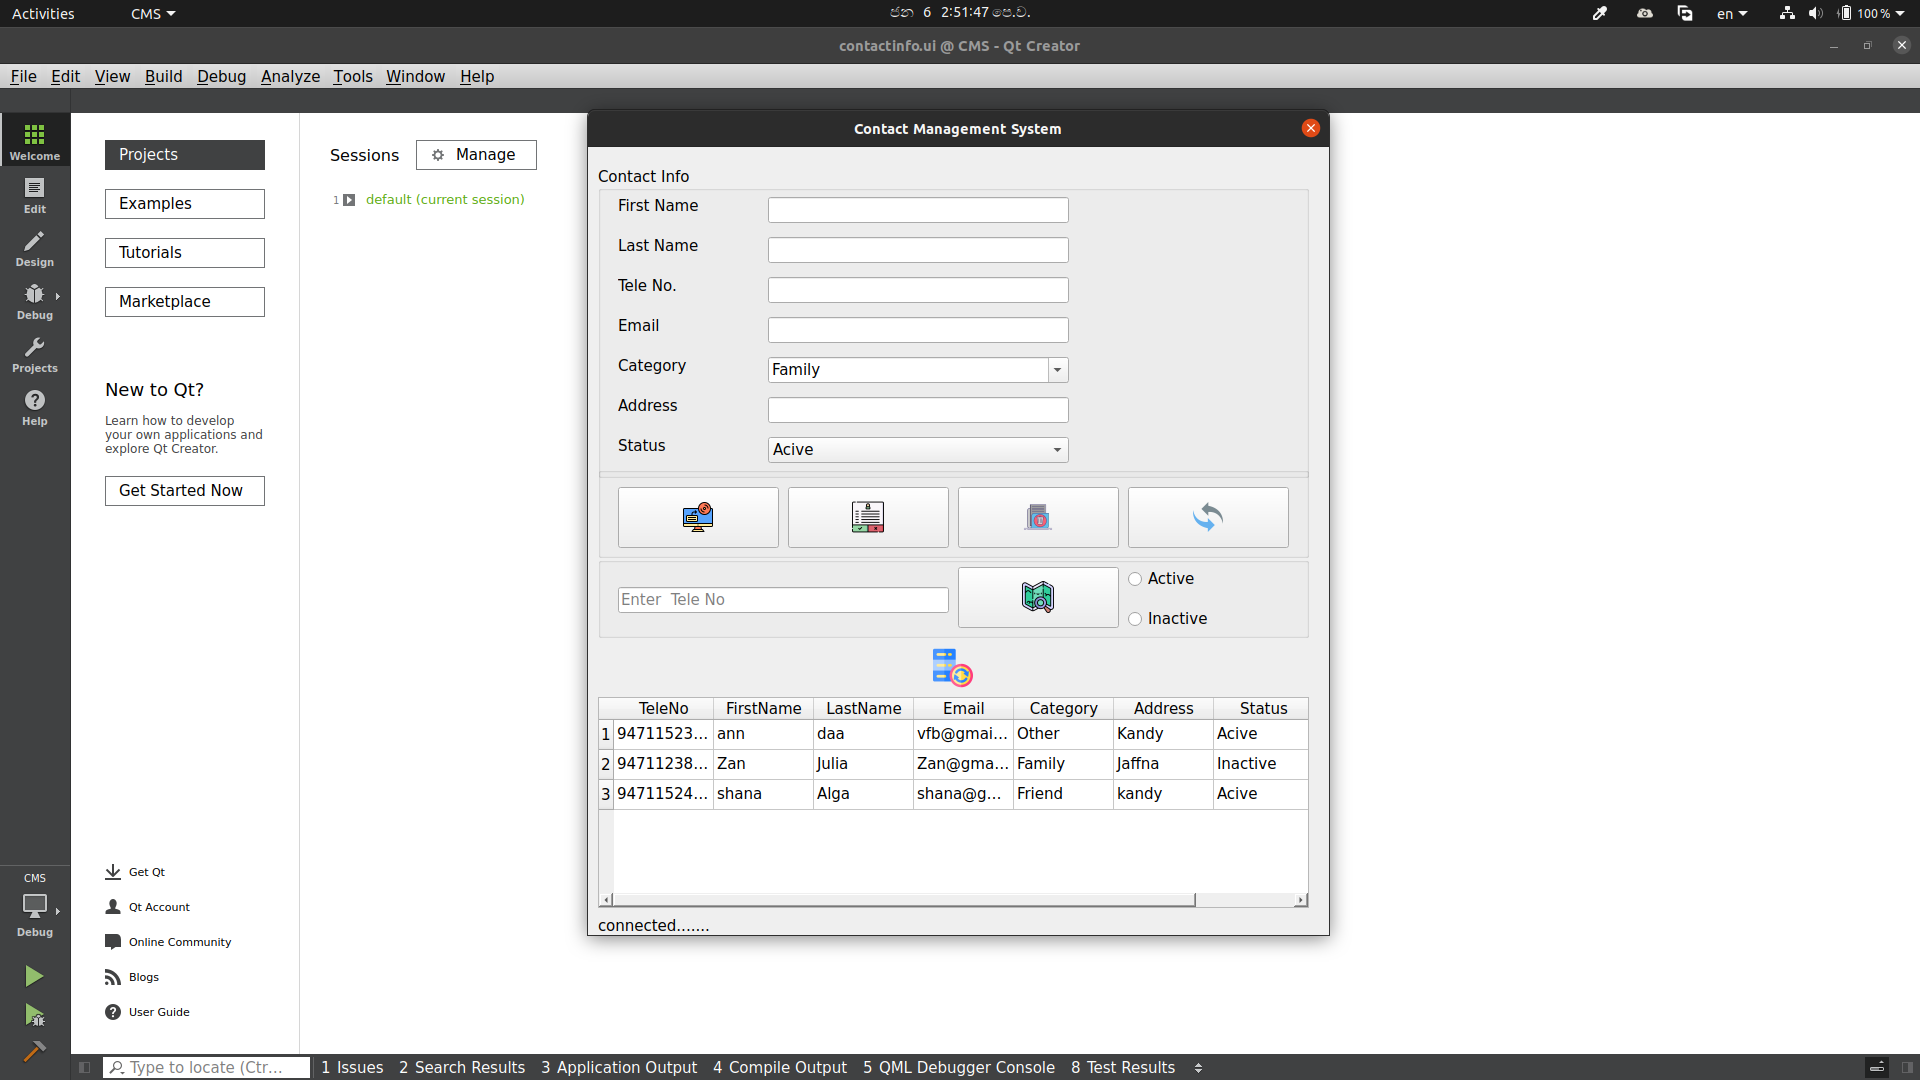 Activities
CMS
ජන 6 2:51:47 පෙ.ව.
en
100 %
contactinfo.ui @ CMS - Qt Creator
File Edit View Build Debug Analyze Tools Window Help
Welcome
Edit
Design
Debug
Projects
Help
Projects
Examples
Tutorials
Marketplace
New to Qt?
Learn how to develop
your own applications and
explore Qt Creator.
Get Started Now
Get Qt
Qt Account
Online Community
Blogs
User Guide
CMS
Debug
Sessions
Manage
1 default (current session)
Contact Management System
Contact Info
First Name
Last Name
Tele No.
Email
Category Family
Address
Status Acive
Enter  Tele No
Active
Inactive
TeleNo FirstName LastName Email Category Address Status
1 94711523... ann daa vfb@gmai... Other Kandy Acive
2 94711238... Zan Julia Zan@gma... Family Jaffna Inactive
3 94711524... shana Alga shana@g... Friend kandy Acive
connected.......
Type to locate (Ctr...
1 Issues
2 Search Results
3 Application Output
4 Compile Output
5 QML Debugger Console
8 Test Results